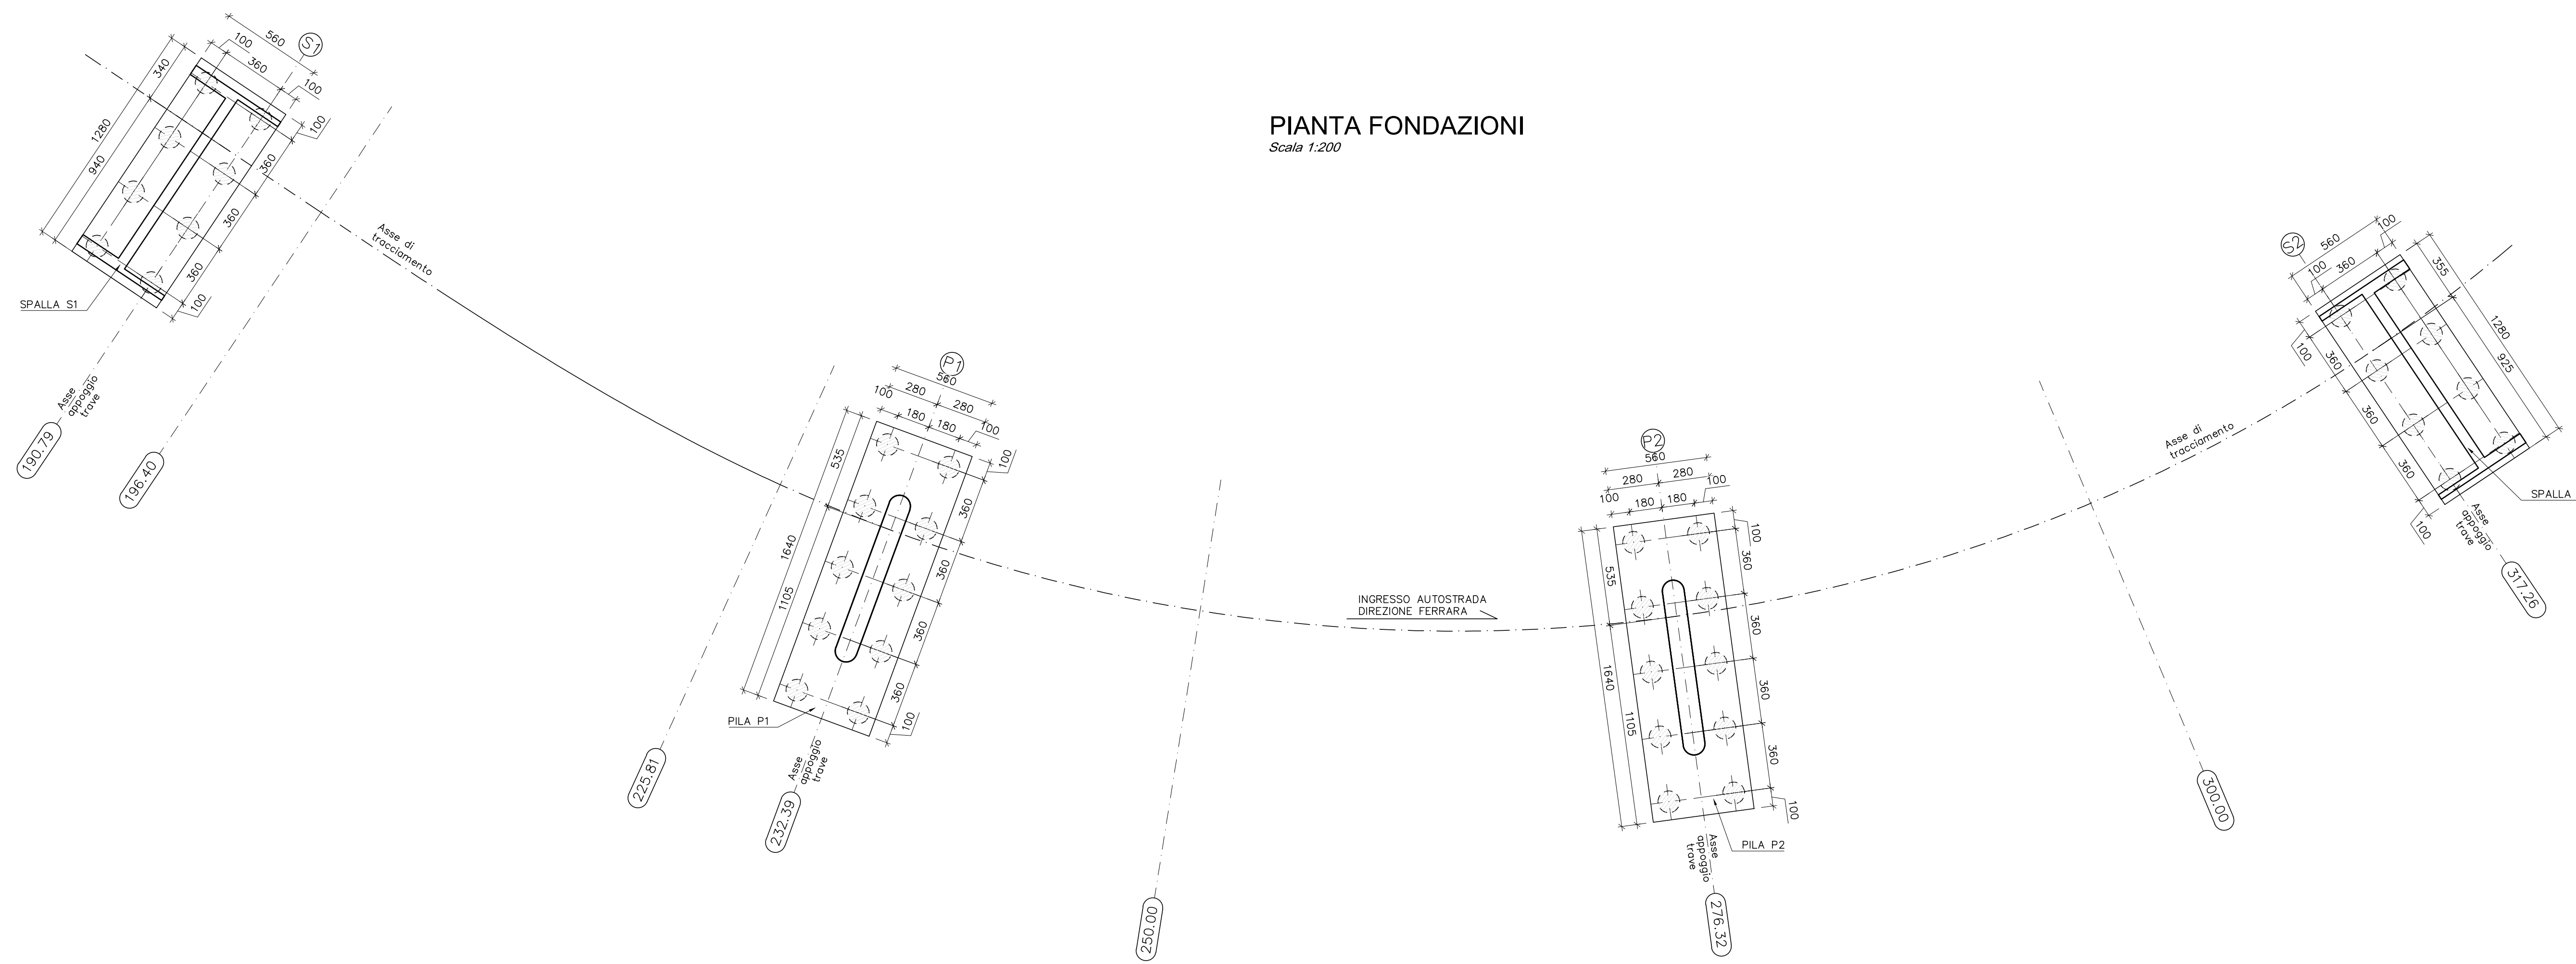 PIANTA FONDAZIONI
Scala 1:200
S1
560
100
360
100
340
1280
940
100
360
360
360
100
SPALLA S1
Asse
appoggio
trave
190.79
196.40
Asse di
tracciamento
P1
560
280
280
100
180
180
100
535
1640
1105
100
360
360
360
360
100
PILA P1
Asse
appoggio
trave
225.81
232.39
250.00
INGRESSO AUTOSTRADA
DIREZIONE FERRARA
P2
560
280
280
100
180
180
100
535
1640
1105
100
360
360
360
360
100
PILA P2
Asse
appoggio
trave
276.32
300.00
Asse di
tracciamento
S2
560
100
360
100
355
1280
925
100
360
360
360
100
SPALLA
Asse
appoggio
trave
317.26